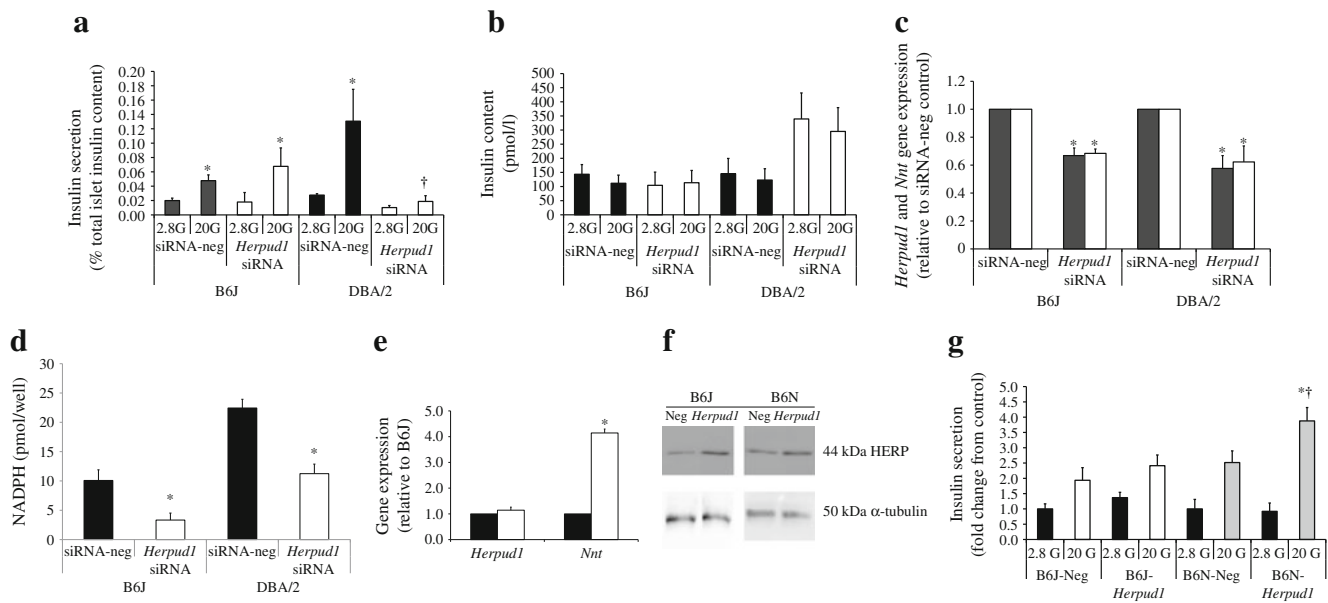 a
Insulin secretion
(% total islet insulin content)
0.20
0.18
0.16
0.14
0.12
0.10
0.08
0.06
0.04
0.02
0.00
* * * †
2.8G 20G 2.8G 20G 2.8G 20G 2.8G 20G
siRNA-neg Herpud1 siRNA-neg Herpud1
siRNA siRNA
B6J DBA/2
b
Insulin content
(pmol/l)
500
450
400
350
300
250
200
150
100
50
0
2.8G 20G 2.8G 20G 2.8G 20G 2.8G 20G
siRNA-neg Herpud1 siRNA-neg Herpud1
siRNA siRNA
B6J DBA/2
c
Herpud1 and Nnt gene expression
(relative to siRNA-neg control)
1.2
1.0
0.8
0.6
0.4
0.2
0
* * * *
siRNA-neg Herpud1 siRNA-neg Herpud1
siRNA siRNA
B6J DBA/2
d
NADPH (pmol/well)
30
25
20
15
10
5
0
* *
siRNA-neg Herpud1 siRNA-neg Herpud1
siRNA siRNA
B6J DBA/2
e
Gene expression
(relative to B6J)
5.0
4.0
3.0
2.0
1.0
0.0
*
Herpud1 Nnt
f
B6J B6N
Neg Herpud1 Neg Herpud1
44 kDa HERP
50 kDa α-tubulin
g
Insulin secretion
(fold change from control)
5.0
4.5
4.0
3.5
3.0
2.5
2.0
1.5
1.0
0.5
0.0
*†
2.8 G 20 G 2.8 G 20 G 2.8 G 20 G 2.8 G 20 G
B6J-Neg B6J- B6N-Neg B6N-
Herpud1 Herpud1